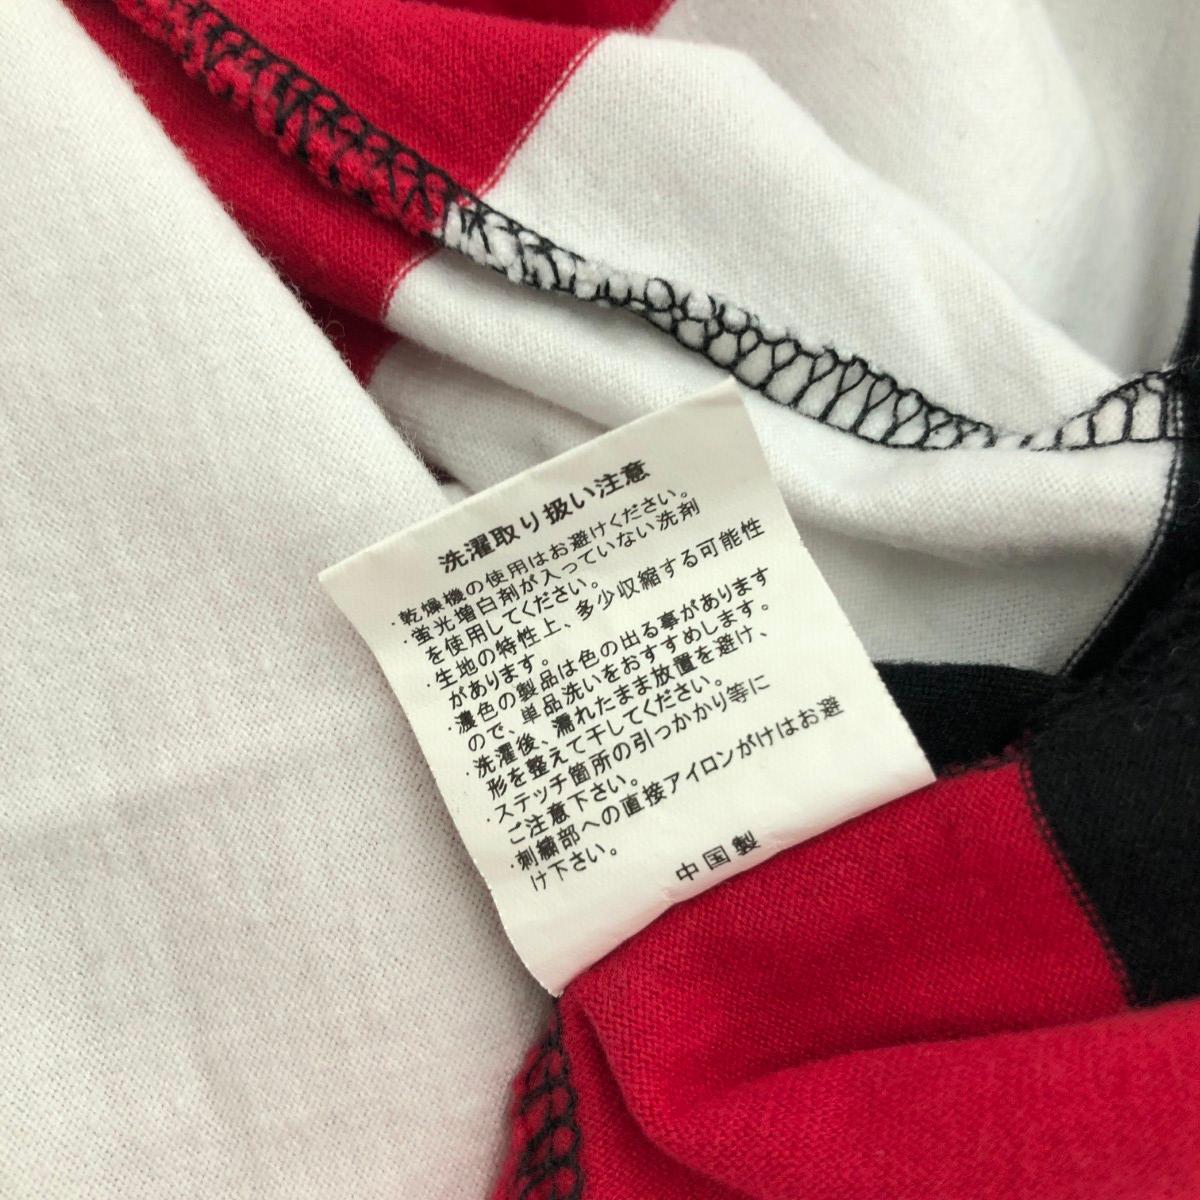 洗濯取り扱い注意
・乾燥機の使用はお避けください。
・蛍光増白剤が入っていない洗剤
を使用してください。
・生地の特性上、多少収縮する可能性
があります。
・濃色の製品は色の出る事があります
ので、単品洗いをおすすめします。
・洗濯後、濡れたまま放置を避け、
形を整えて干してください。
・ステッチ箇所の引っかかり等に
ご注意下さい。
・刺繍部への直接アイロンがけはお避
け下さい。
中国製